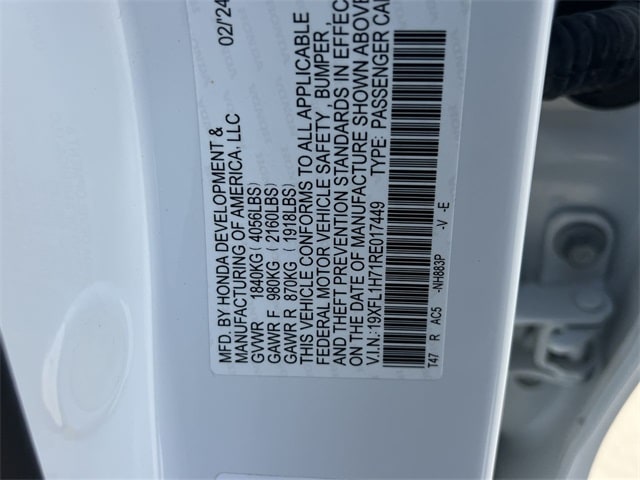 02/'24
MFD. BY HONDA DEVELOPMENT &
MANUFACTURING OF AMERICA, LLC
GVWR 1840KG (4056LBS)
GAWR F 980KG (2160LBS)
GAWR R 870KG (1918LBS)
THIS VEHICLE CONFORMS TO ALL APPLICABLE
FEDERAL MOTOR VEHICLE SAFETY, BUMPER,
AND THEFT PREVENTION STANDARDS IN EFFEC
ON THE DATE OF MANUFACTURE SHOWN ABOVE
V.I.N.: 19XFL1H71RE017449 TYPE: PASSENGER CAR
T47 R AC5 -NH883P -V -E